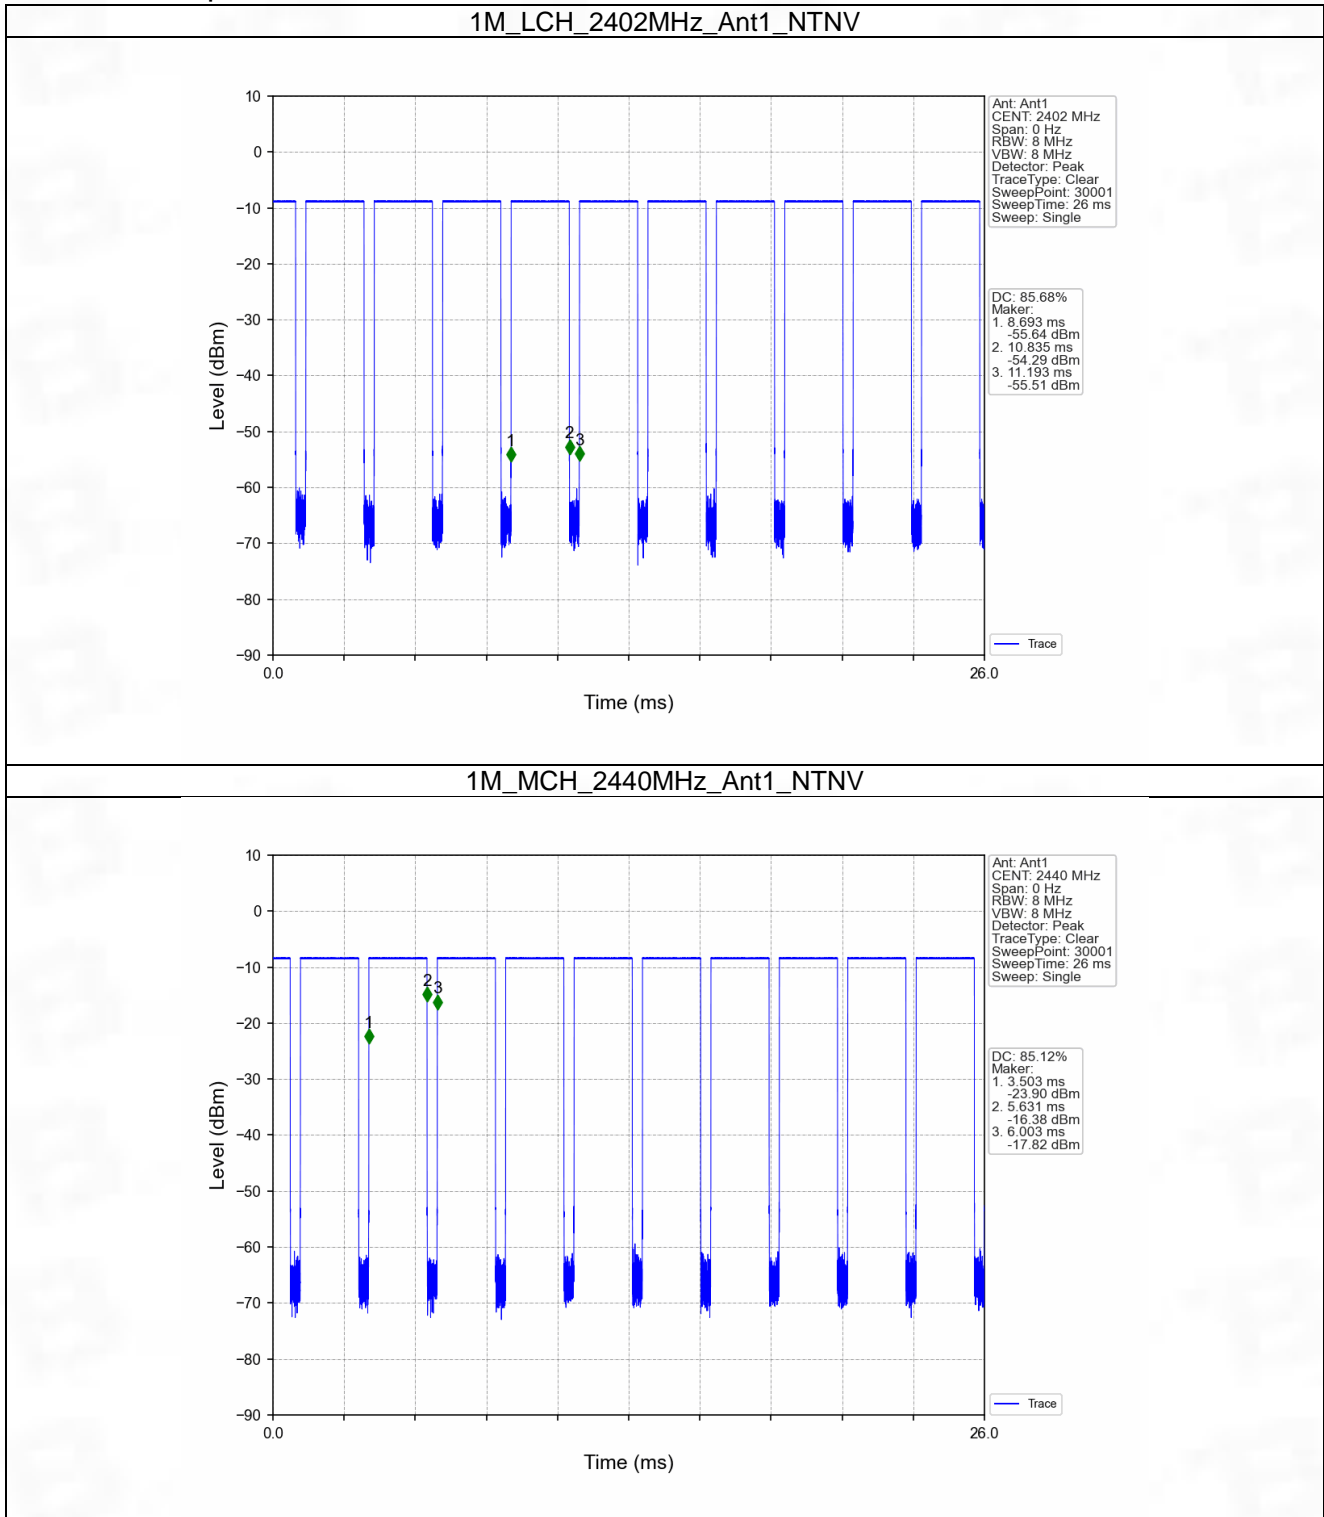 1M_LCH_2402MHz_Ant1_NTNV
10
0
−10
−20
−30
−40
−50
−60
−70
−80
−90
Level (dBm)
1
2
3
0.0
26.0
Time (ms)
Ant: Ant1
CENT: 2402 MHz
Span: 0 Hz
RBW: 8 MHz
VBW: 8 MHz
Detector: Peak
TraceType: Clear
SweepPoint: 30001
SweepTime: 26 ms
Sweep: Single
DC: 85.68%
Maker:
1. 8.693 ms
-55.64 dBm
2. 10.835 ms
-54.29 dBm
3. 11.193 ms
-55.51 dBm
Trace
1M_MCH_2440MHz_Ant1_NTNV
10
0
−10
−20
−30
−40
−50
−60
−70
−80
−90
Level (dBm)
1
2
3
0.0
26.0
Time (ms)
Ant: Ant1
CENT: 2440 MHz
Span: 0 Hz
RBW: 8 MHz
VBW: 8 MHz
Detector: Peak
TraceType: Clear
SweepPoint: 30001
SweepTime: 26 ms
Sweep: Single
DC: 85.12%
Maker:
1. 3.503 ms
-23.90 dBm
2. 5.631 ms
-16.38 dBm
3. 6.003 ms
-17.82 dBm
Trace